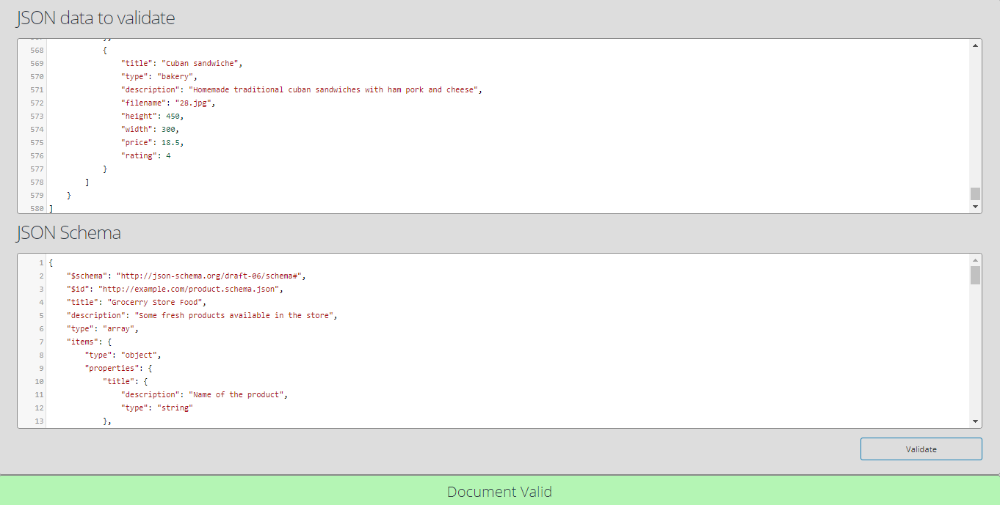 JSON data to validate
568 {
569 "title": "Cuban sandwiche",
570 "type": "bakery",
571 "description": "Homemade traditional cuban sandwiches with ham pork and cheese",
572 "filename": "28.jpg",
573 "height": 450,
574 "width": 300,
575 "price": 18.5,
576 "rating": 4
577 }
578 ]
579 }
580 ]
JSON Schema
1 {
2 "$schema": "http://json-schema.org/draft-06/schema#",
3 "$id": "http://example.com/product.schema.json",
4 "title": "Grocerry Store Food",
5 "description": "Some fresh products available in the store",
6 "type": "array",
7 "items": {
8 "type": "object",
9 "properties": {
10 "title": {
11 "description": "Name of the product",
12 "type": "string"
13 },
Validate
Document Valid